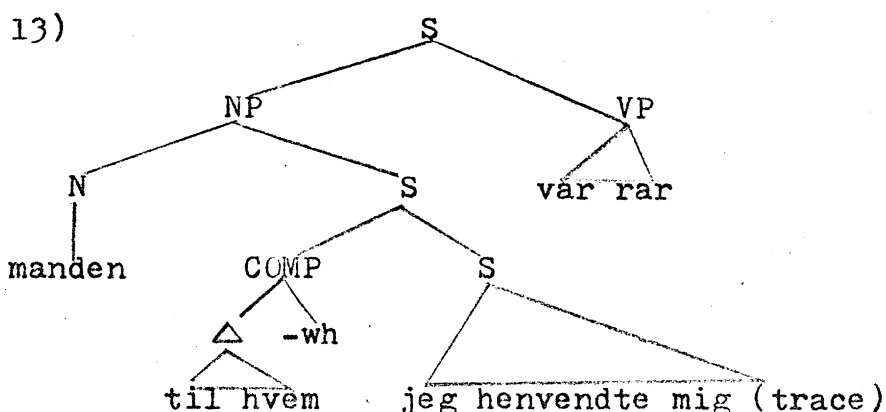 13)
S
NP VP
N S var rar
manden COMP S
△ -wh
til hvem jeg henvendte mig (trace)